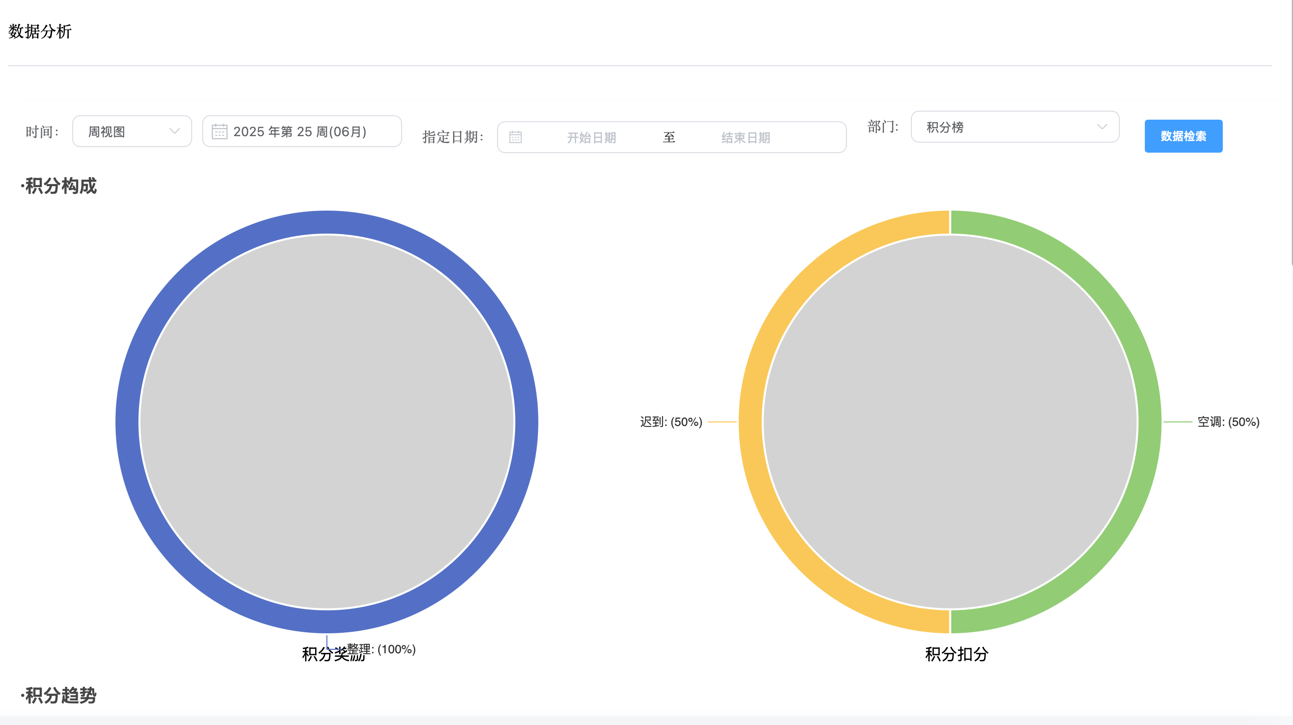 数据分析
时间: 周视图 2025 年第 25 周(06月) 指定日期: 开始日期 至 结束日期 部门: 积分榜 数据检索
·积分构成
迟到: (50%) 空调: (50%)
整理: (100%)
积分奖励 积分扣分
·积分趋势